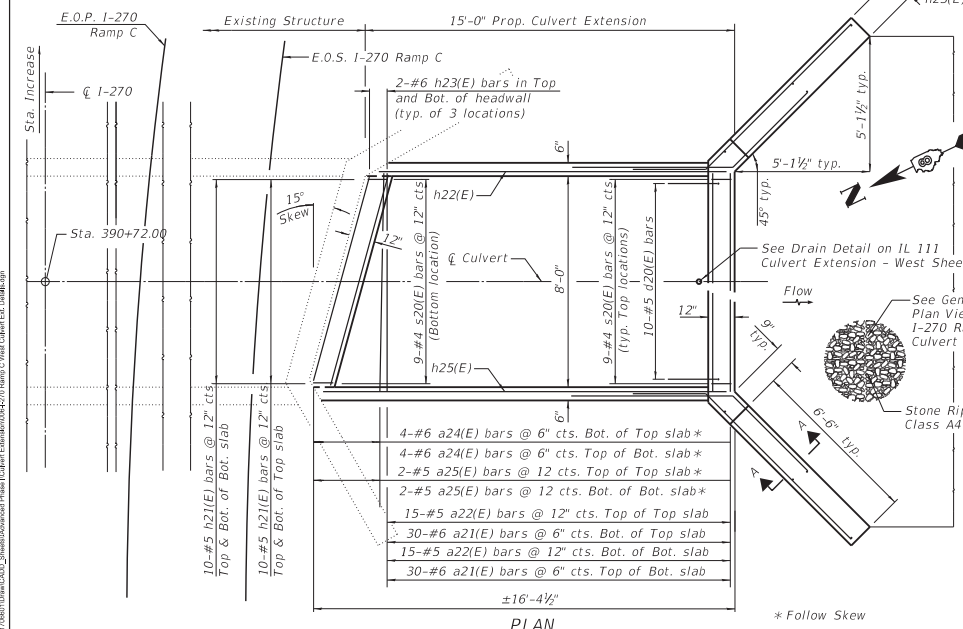 E.O.P. I-270
Ramp C
Existing Structure
15'-0" Prop. Culvert Extension
E.O.S. I-270 Ramp C
Sta. Increase
℄ I-270
2-#6 h23(E) bars in Top
and Bot. of headwall
(typ. of 3 locations)
5'-1½" typ.
6"
5'-1½" typ.
45° typ.
N
h22(E)
15°
Skew
12"
Sta. 390+72.00
9-#4 s20(E) bars @ 12" cts.
(Bottom location)
℄ Culvert
8'-0"
9-#4 s20(E) bars @ 12" cts.
(typ. Top locations)
10-#5 d20(E) bars
See Drain Detail on IL 111
Culvert Extension - West Shee
Flow
12"
9"
typ.
See Gen
Plan Vie
I-270 R
Culvert
h25(E)
6"
6'-6" typ.
Stone Rip
Class A4
A
A
10-#5 h21(E) bars @ 12" cts.
Top & Bot. of Bot. slab
10-#5 h21(E) bars @ 12" cts.
Top & Bot. of Top slab
4-#6 a24(E) bars @ 6" cts. Bot. of Top slab*
4-#6 a24(E) bars @ 6" cts. Top of Bot. slab*
2-#5 a25(E) bars @ 12 cts. Top of Top slab*
2-#5 a25(E) bars @ 12 cts. Bot. of Bot. slab*
15-#5 a22(E) bars @ 12" cts. Top of Top slab
30-#6 a21(E) bars @ 6" cts. Bot. of Top slab
15-#5 a22(E) bars @ 12" cts. Bot. of Bot. slab
30-#6 a21(E) bars @ 6" cts. Top of Bot. slab
±16'-4½"
* Follow Skew
PLAN